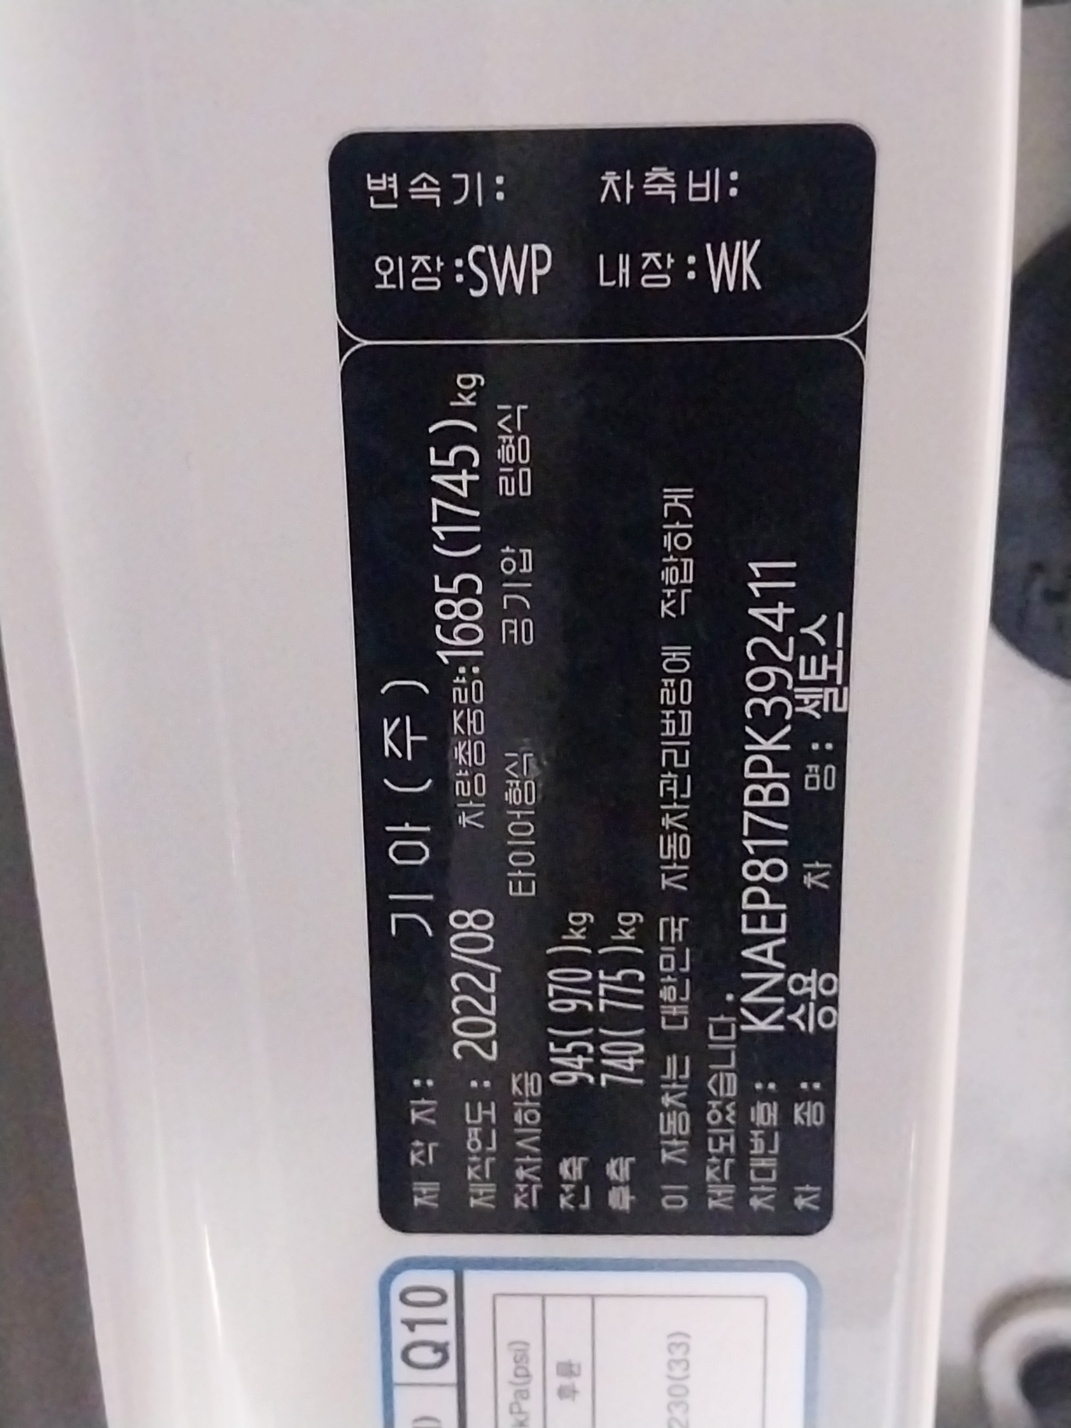 변속기:
차축비:
외장:SWP
내장:WK
제 작 자: 기아(주)
제작연도: 2022/08 차량총중량:1685(1745)kg
적차시하중 타이어형식 공기압 림형식
전축 945( 970 )kg
후축 740( 775 )kg
이 자동차는 대한민국 자동차관리법령에 적합하게
제작되었습니다.
차대번호: KNAEP817BPK392411
차 종: 승용 차 명: 셀토스
Q10
kPa(psi)
후륜
230(33)